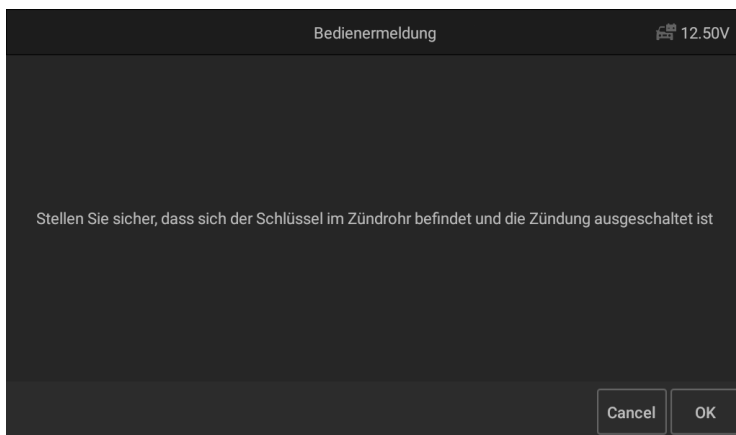 Bedienermeldung
12.50V
Stellen Sie sicher, dass sich der Schlüssel im Zündrohr befindet und die Zündung ausgeschaltet ist
Cancel
OK